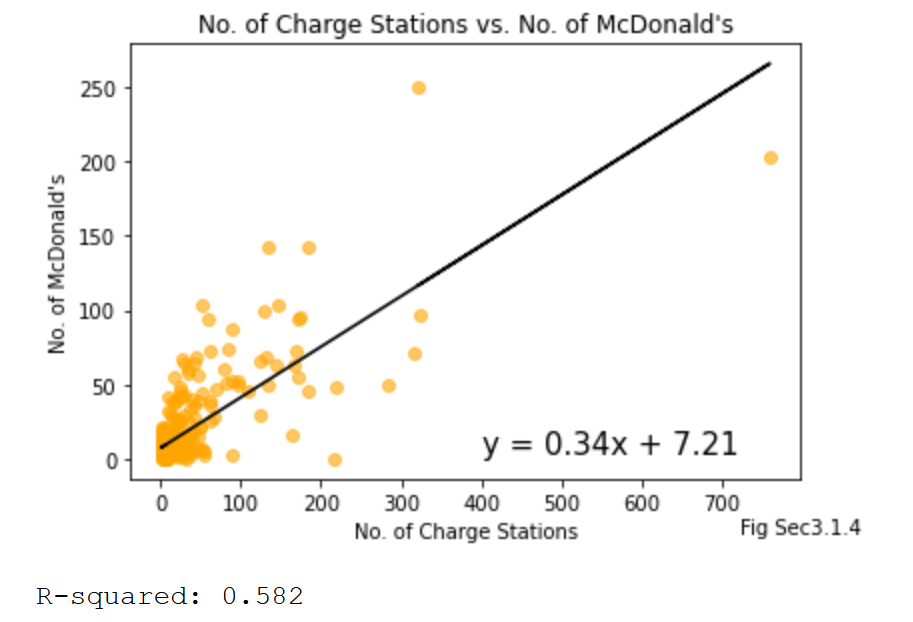 No. of Charge Stations vs. No. of McDonald's
250
200
150
100
50
0
No. of McDonald's
y = 0.34x + 7.21
0 100 200 300 400 500 600 700
No. of Charge Stations
Fig Sec3.1.4
R-squared: 0.582